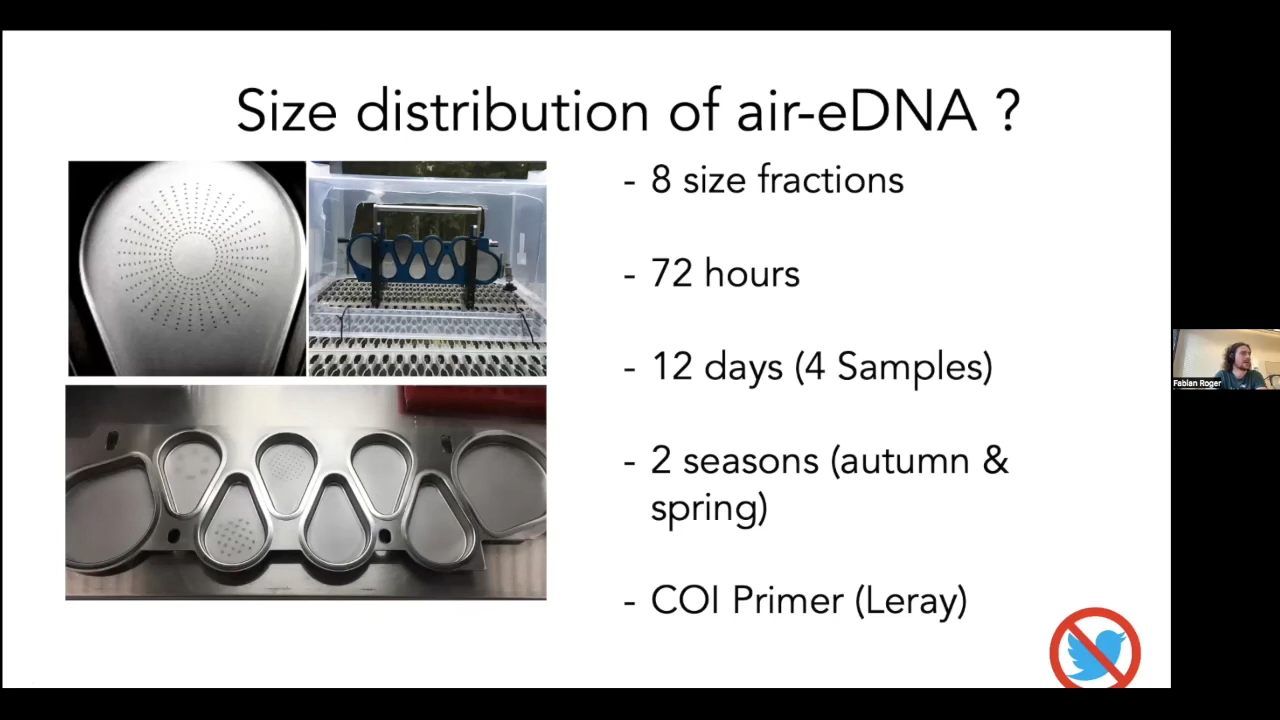 Size distribution of air-eDNA ?
- 8 size fractions
- 72 hours
- 12 days (4 Samples)
- 2 seasons (autumn &
spring)
- COI Primer (Leray)
Fabian Roger